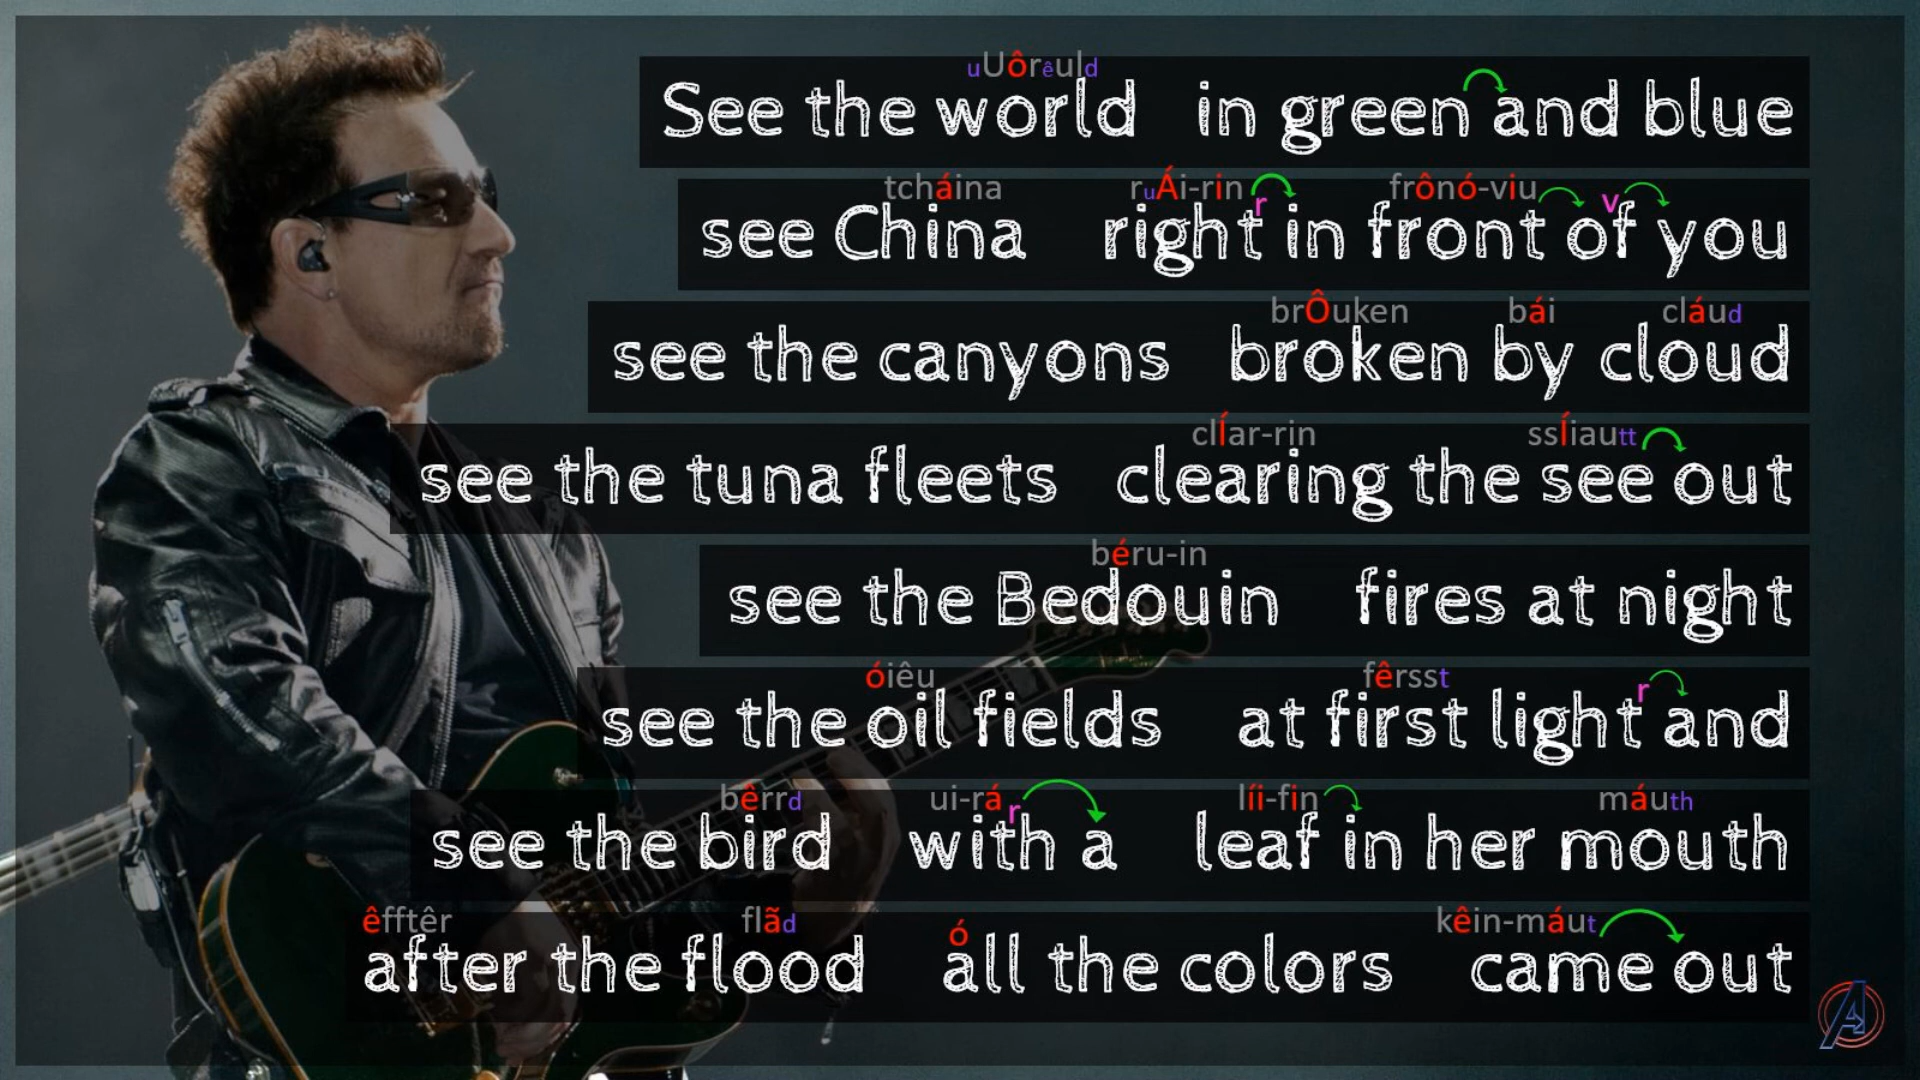 uUôrêuld
See the world in green and blue
tcháina ruÁi-rin r frônó-viu v
see China right in front of you
brÔuken bái cláud
see the canyons broken by cloud
clÍar-rin ssÍiautt
see the tuna fleets clearing the see out
béru-in
see the Bedouin fires at night
óiêu fêrsst r
see the oil fields at first light and
bêrrd ui-rá r líi-fin máuth
see the bird with a leaf in her mouth
êfftêr flãd ó kêin-máut
after the flood all the colors came out
A